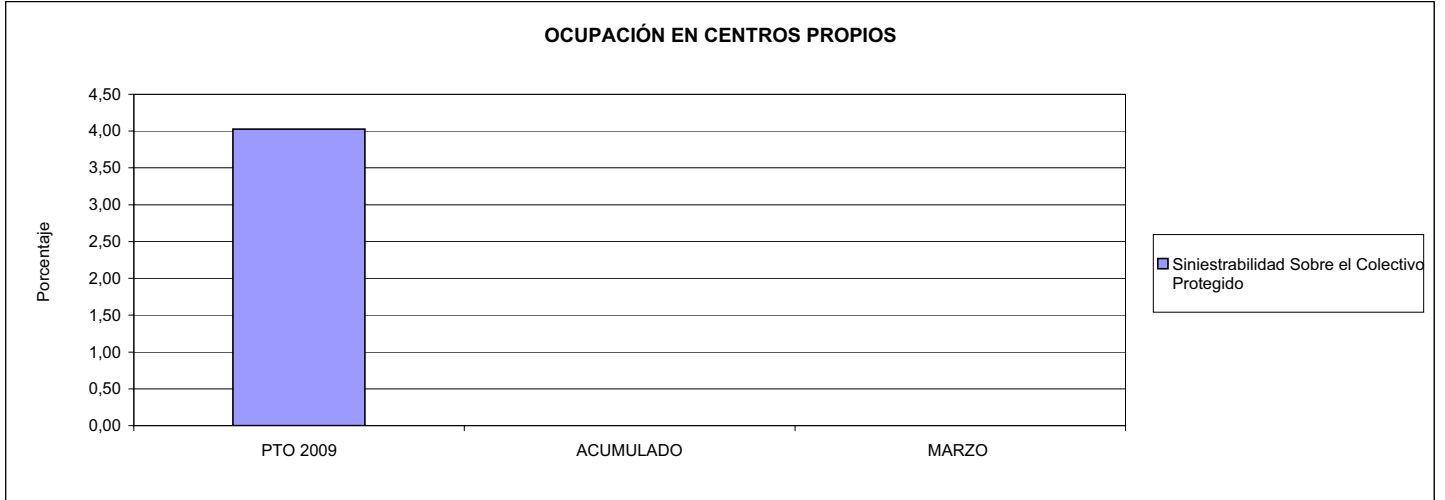 OCUPACIÓN EN CENTROS PROPIOS
4,50
4,00
3,50
3,00
2,50
2,00
1,50
1,00
0,50
0,00
Porcentaje
PTO 2009
ACUMULADO
MARZO
Siniestrabilidad Sobre el Colectivo
Protegido